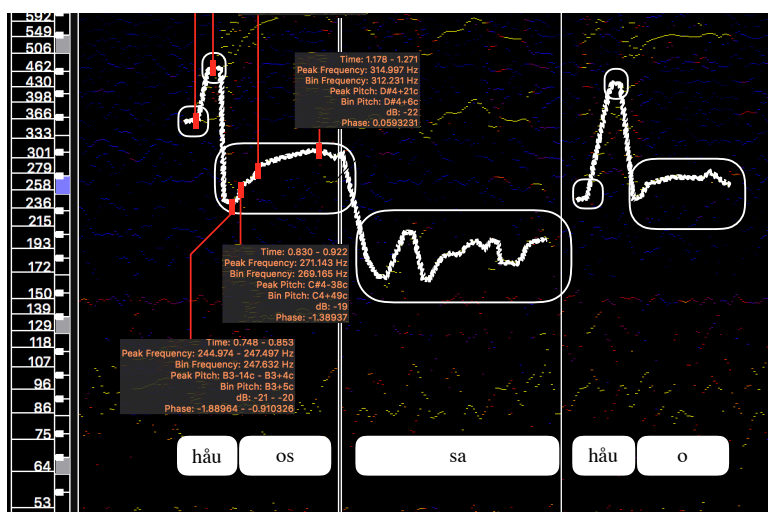 592
549
506
462
430
398
366
333
301
279
258
236
215
193
172
150
139
129
118
107
96
86
75
64
53
Time: 1.178 - 1.271
Peak Frequency: 314.997 Hz
Bin Frequency: 312.231 Hz
Peak Pitch: D#4+21c
Bin Pitch: D#4+6c
dB: -22
Phase: 0.0593231
Time: 0.830 - 0.922
Peak Frequency: 271.143 Hz
Bin Frequency: 269.165 Hz
Peak Pitch: C#4-38c
Bin Pitch: C4+49c
dB: -19
Phase: -1.38937
Time: 0.748 - 0.853
Peak Frequency: 244.974 - 247.497 Hz
Bin Frequency: 247.632 Hz
Peak Pitch: B3-14c - B3+4c
Bin Pitch: B3+5c
dB: -21 - -20
Phase: -1.88964 - -0.910326
håu os sa håu o